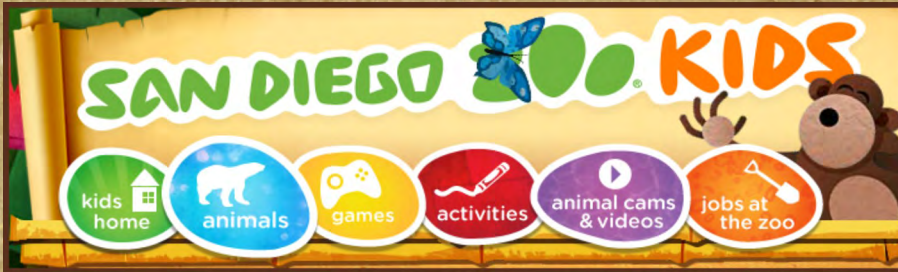 SAN DIEGO ZOO® KIDS
kids
home
animals
games
activities
animal cams
& videos
jobs at
the zoo